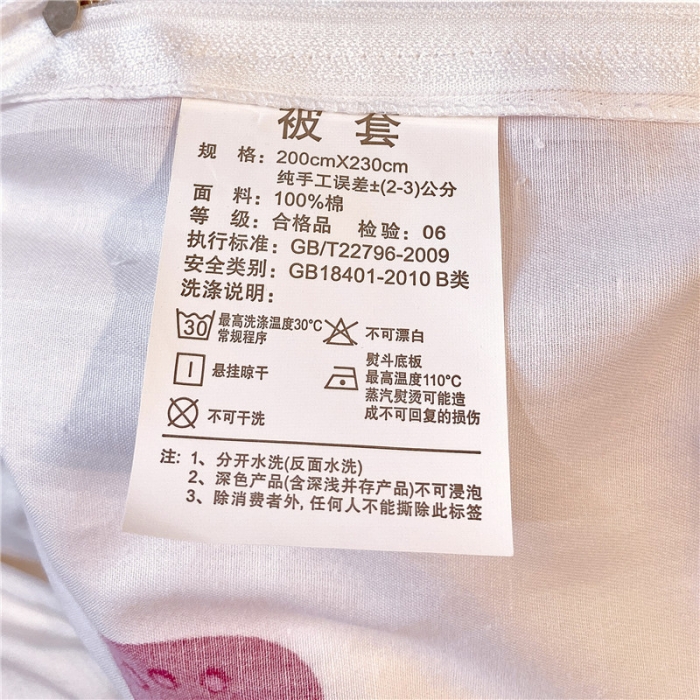 被 套
规 格：200cmX230cm
纯手工误差±(2-3)公分
面 料：100%棉
等 级：合格品 检验：06
执行标准：GB/T22796-2009
安全类别：GB18401-2010 B类
洗涤说明：
30 最高洗涤温度30°C
常规程序
不可漂白
悬挂晾干
熨斗底板
最高温度110°C
蒸汽熨烫可能造
成不可回复的损伤
不可干洗
注：1、分开水洗(反面水洗)
2、深色产品(含深浅并存产品)不可浸泡
3、除消费者外, 任何人不能撕除此标签